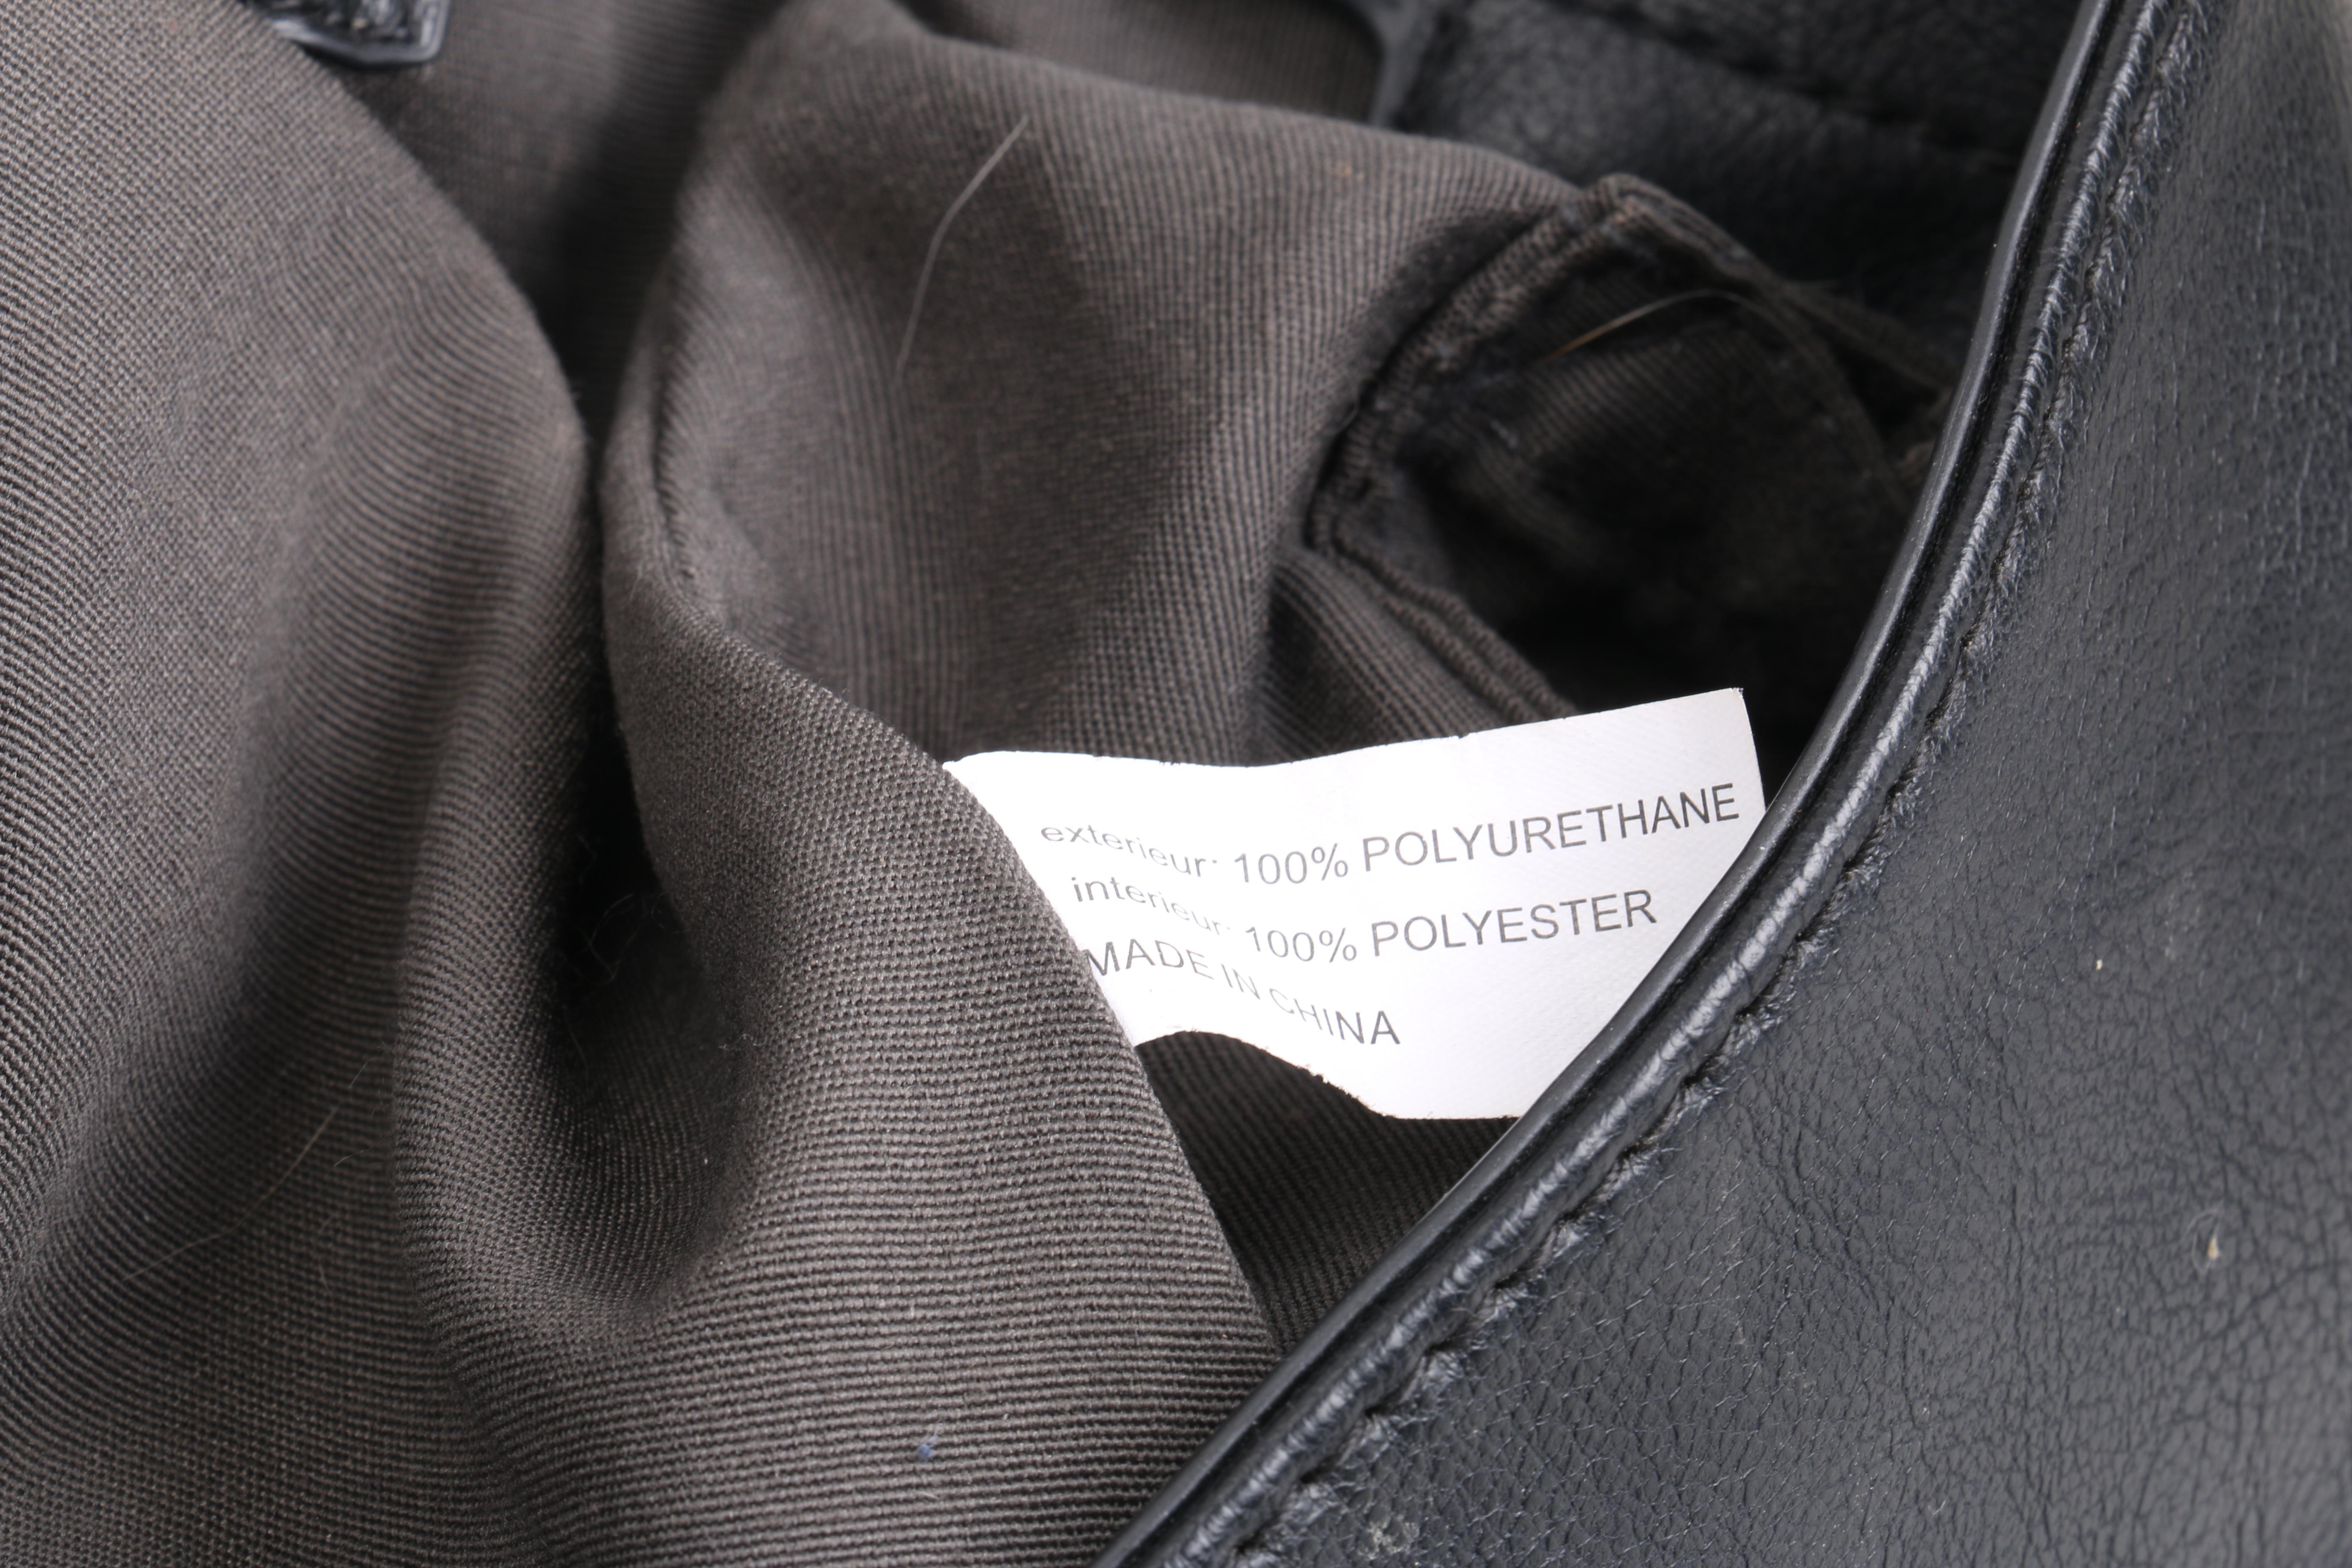 exterieur: 100% POLYURETHANE
interieur: 100% POLYESTER
MADE IN CHINA